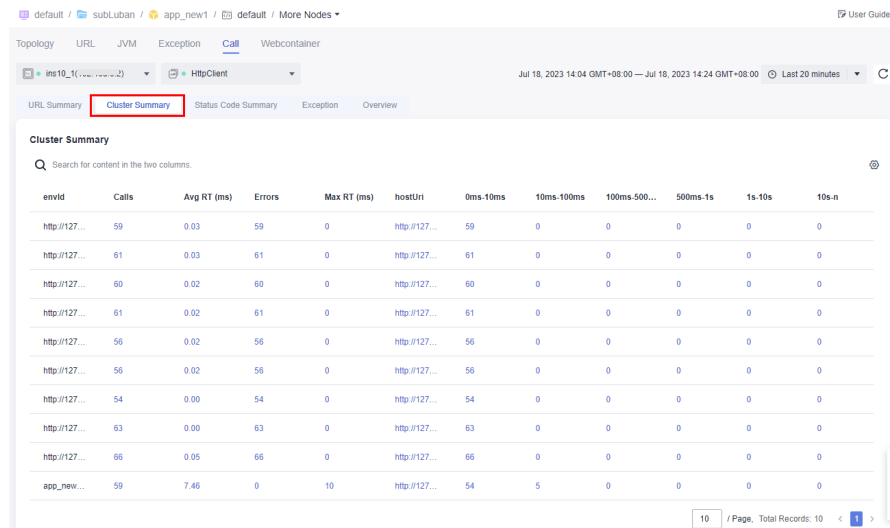 default / subLuban / app_new1 / default / More Nodes User Guide
Topology URL JVM Exception Call Webcontainer
ins10_1( HttpClient Jul 18, 2023 14:04 GMT+08:00 — Jul 18, 2023 14:24 GMT+08:00 Last 20 minutes
URL Summary Cluster Summary Status Code Summary Exception Overview
Cluster Summary
Search for content in the two columns.
envId Calls Avg RT (ms) Errors Max RT (ms) hostUri 0ms-10ms 10ms-100ms 100ms-500... 500ms-1s 1s-10s 10s-n
http://127... 59 0.03 59 0 http://127... 59 0 0 0 0 0
http://127... 61 0.03 61 0 http://127... 61 0 0 0 0 0
http://127... 60 0.02 60 0 http://127... 60 0 0 0 0 0
http://127... 61 0.02 61 0 http://127... 61 0 0 0 0 0
http://127... 56 0.02 56 0 http://127... 56 0 0 0 0 0
http://127... 56 0.02 56 0 http://127... 56 0 0 0 0 0
http://127... 54 0.00 54 0 http://127... 54 0 0 0 0 0
http://127... 63 0.00 63 0 http://127... 63 0 0 0 0 0
http://127... 66 0.05 66 0 http://127... 66 0 0 0 0 0
app_new... 59 7.46 0 10 http://127... 54 5 0 0 0 0
10 / Page, Total Records: 10 < 1 >